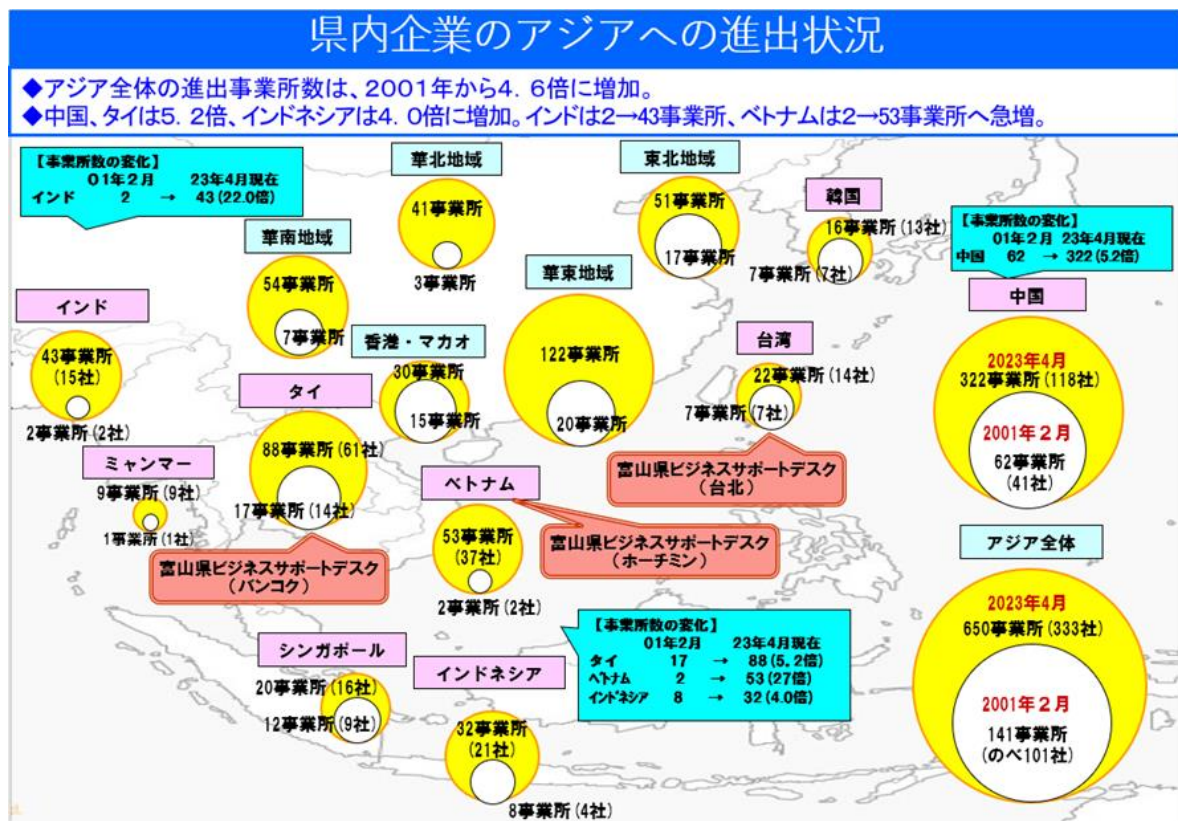 県内企業のアジアへの進出状況
◆アジア全体の進出事業所数は、2001年から4．6倍に増加。
◆中国、タイは5．2倍、インドネシアは4．0倍に増加。インドは2→43事業所、ベトナムは2→53事業所へ急増。
【事業所数の変化】
01年2月 23年4月現在
インド 2 → 43(22.0倍)
華北地域
41事業所
3事業所
東北地域
51事業所
17事業所
韓国
16事業所(13社)
7事業所(7社)
【事業所数の変化】
01年2月 23年4月現在
中国 62 → 322(5.2倍)
華南地域
54事業所
7事業所
華東地域
122事業所
20事業所
中国
2023年4月
322事業所(118社)
2001年2月
62事業所
(41社)
インド
43事業所
(15社)
2事業所(2社)
香港・マカオ
30事業所
15事業所
台湾
22事業所(14社)
7事業所(7社)
富山県ビジネスサポートデスク
(台北)
タイ
88事業所(61社)
17事業所(14社)
富山県ビジネスサポートデスク
(バンコク)
ミャンマー
9事業所(9社)
1事業所(1社)
ベトナム
53事業所
(37社)
2事業所(2社)
富山県ビジネスサポートデスク
(ホーチミン)
アジア全体
2023年4月
650事業所(333社)
2001年2月
141事業所
(のべ101社)
【事業所数の変化】
01年2月 23年4月現在
タイ 17 → 88(5.2倍)
ベトナム 2 → 53(27倍)
インドネシア 8 → 32(4.0倍)
シンガポール
20事業所(16社)
12事業所(9社)
インドネシア
32事業所
(21社)
8事業所(4社)